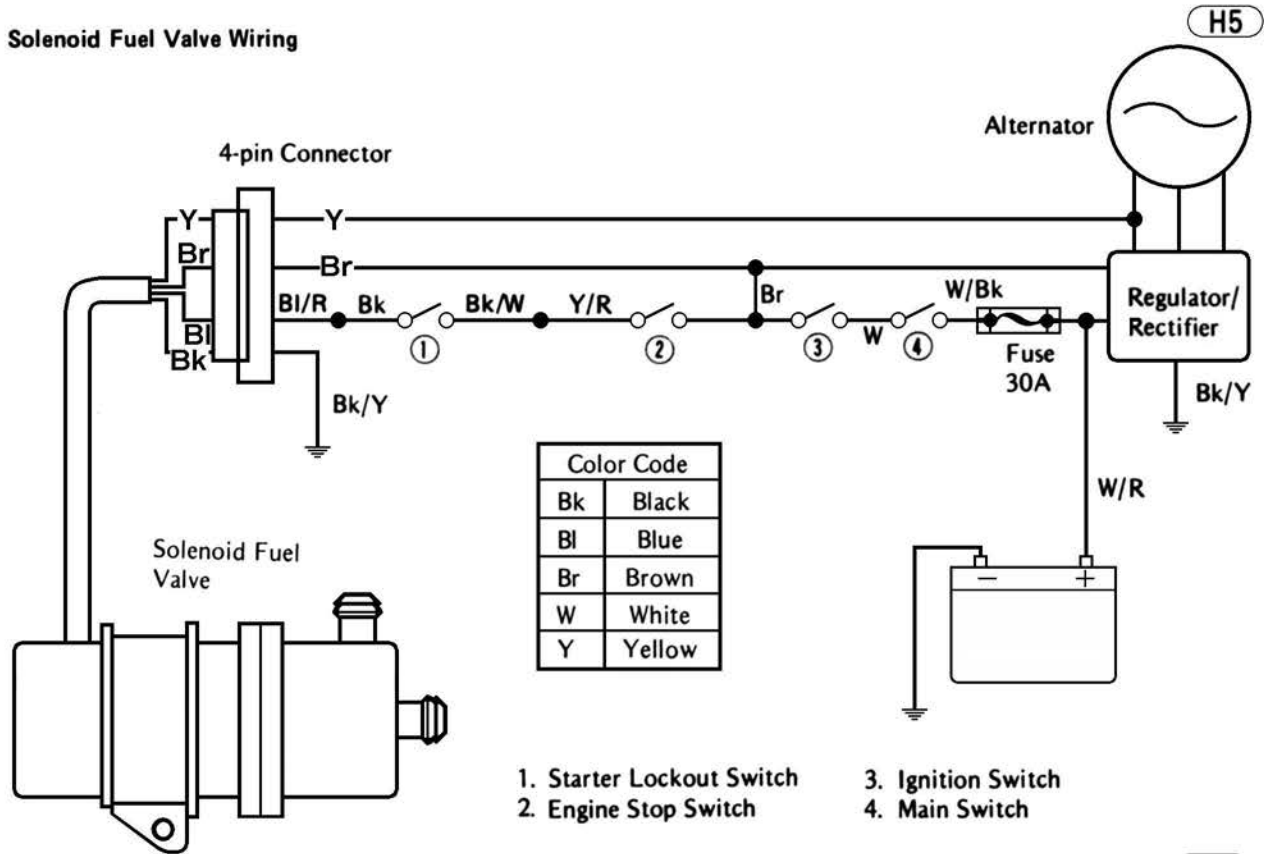 H5
Solenoid Fuel Valve Wiring
Alternator
4-pin Connector
Y
Y
Br
Br
Bl/R
Bk
Bk/W
Y/R
Br
W/Bk
Regulator/
Rectifier
Bl
Bk
1
2
3
W
4
Fuse
30A
Bk/Y
Bk/Y
Color Code
Bk Black
Bl Blue
Br Brown
W White
Y Yellow
W/R
Solenoid Fuel
Valve
− +
1. Starter Lockout Switch
2. Engine Stop Switch
3. Ignition Switch
4. Main Switch